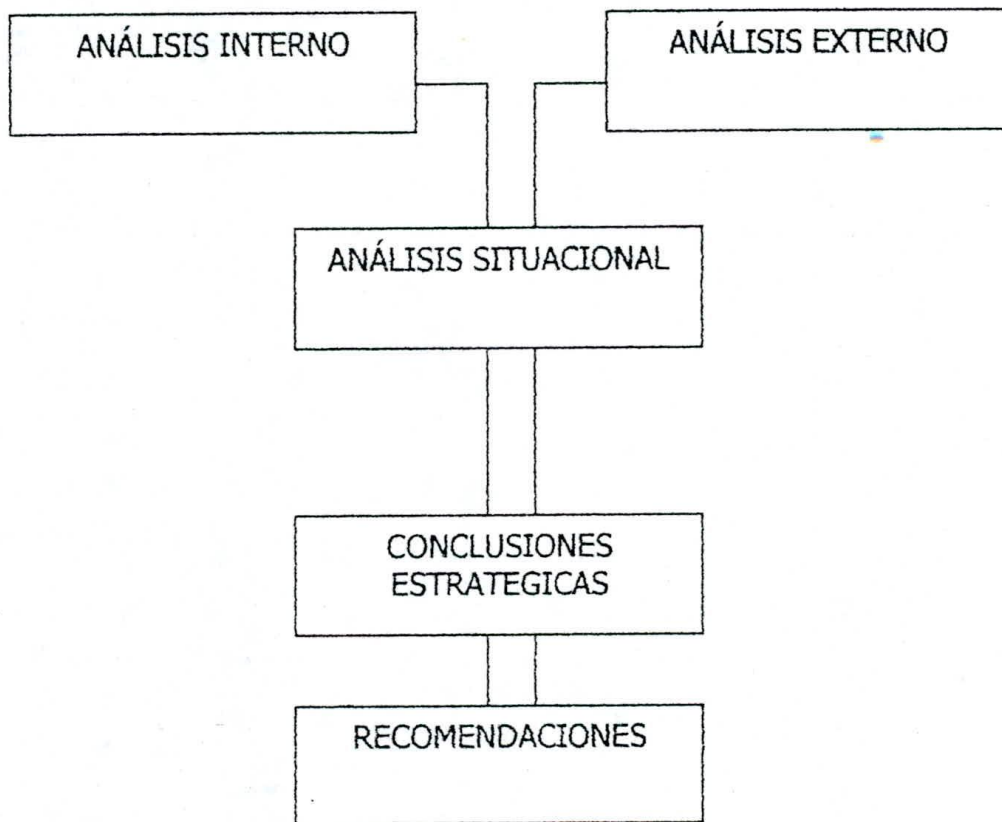 ANÁLISIS INTERNO
ANÁLISIS EXTERNO
ANÁLISIS SITUACIONAL
CONCLUSIONES
ESTRATEGICAS
RECOMENDACIONES